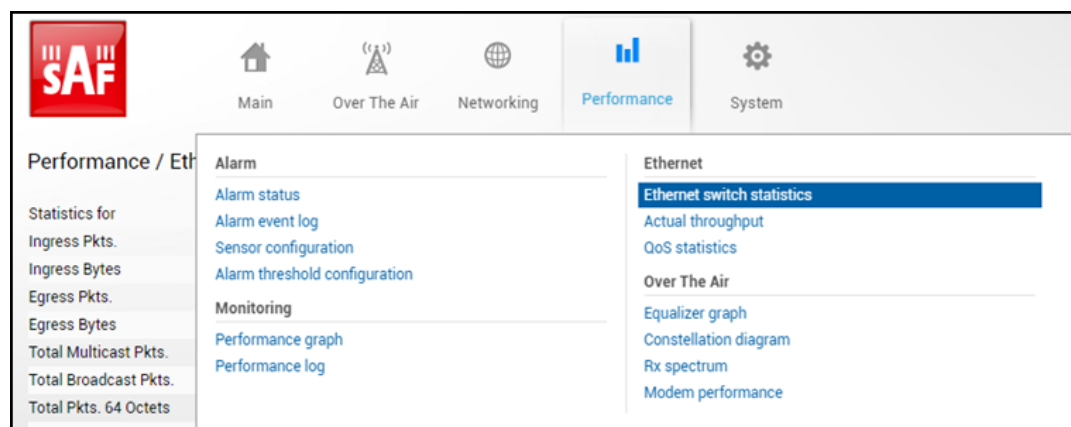 SAF
Main
Over The Air
Networking
Performance
System
Performance / Eth
Statistics for
Ingress Pkts.
Ingress Bytes
Egress Pkts.
Egress Bytes
Total Multicast Pkts.
Total Broadcast Pkts.
Total Pkts. 64 Octets
Alarm
Alarm status
Alarm event log
Sensor configuration
Alarm threshold configuration
Monitoring
Performance graph
Performance log
Ethernet
Ethernet switch statistics
Actual throughput
QoS statistics
Over The Air
Equalizer graph
Constellation diagram
Rx spectrum
Modem performance